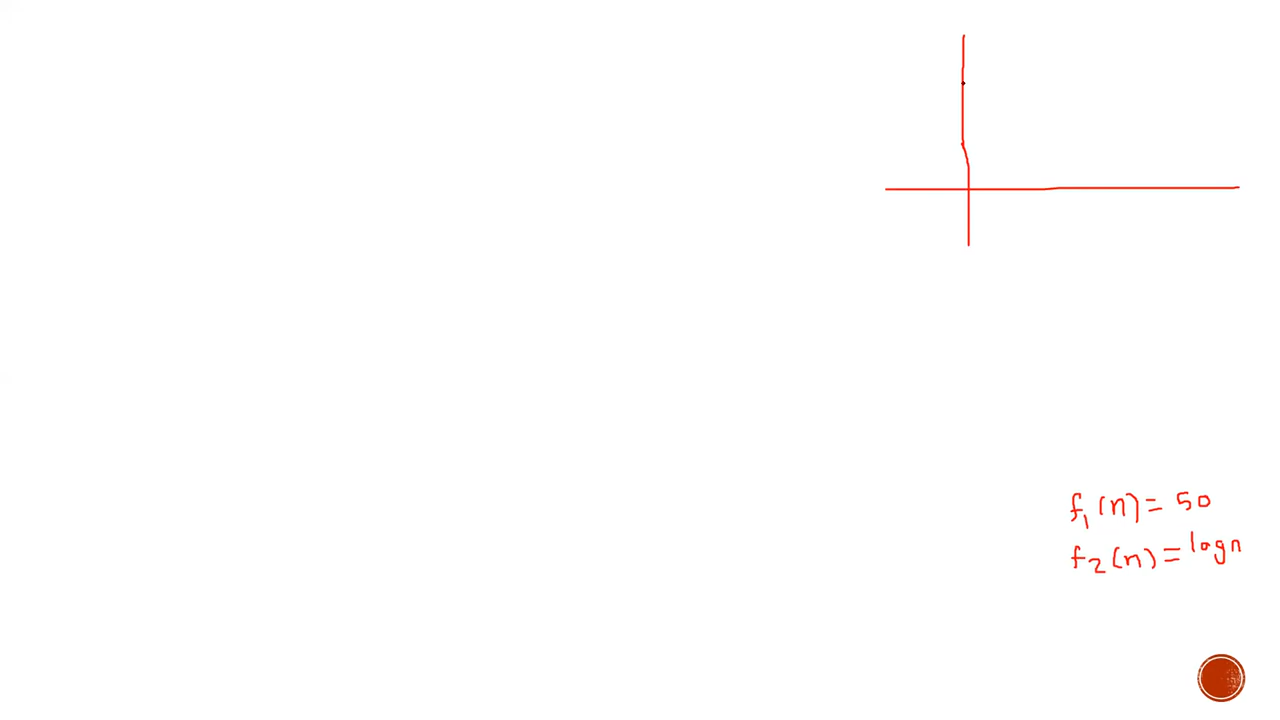 f₁(n) = 50
f₂(n) = logn